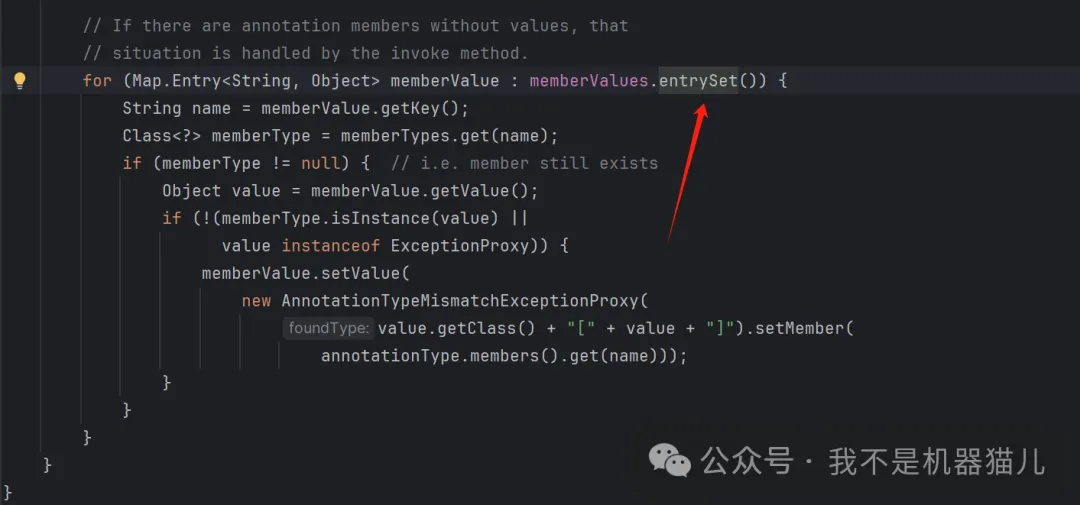 // If there are annotation members without values, that
// situation is handled by the invoke method.
for (Map.Entry<String, Object> memberValue : memberValues.entrySet()) {
String name = memberValue.getKey();
Class<?> memberType = memberTypes.get(name);
if (memberType != null) {  // i.e. member still exists
Object value = memberValue.getValue();
if (!(memberType.isInstance(value) ||
value instanceof ExceptionProxy)) {
memberValue.setValue(
new AnnotationTypeMismatchExceptionProxy(
foundType: value.getClass() + "[" + value + "]").setMember(
annotationType.members().get(name)));
}
}
}
}
}
公众号 · 我不是机器猫儿